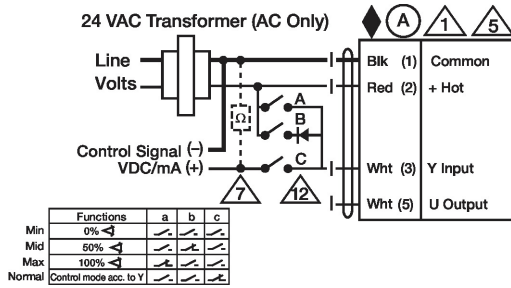 24 VAC Transformer (AC Only)
A 1 5
Line
Volts
Blk (1) Common
Red (2) + Hot
A
B
Ω
Control Signal (–)
VDC/mA (+)
C
Wht (3) Y Input
7 12
Wht (5) U Output
Functions a b c
Min 0%
Mid 50%
Max 100%
Normal Control mode acc. to Y